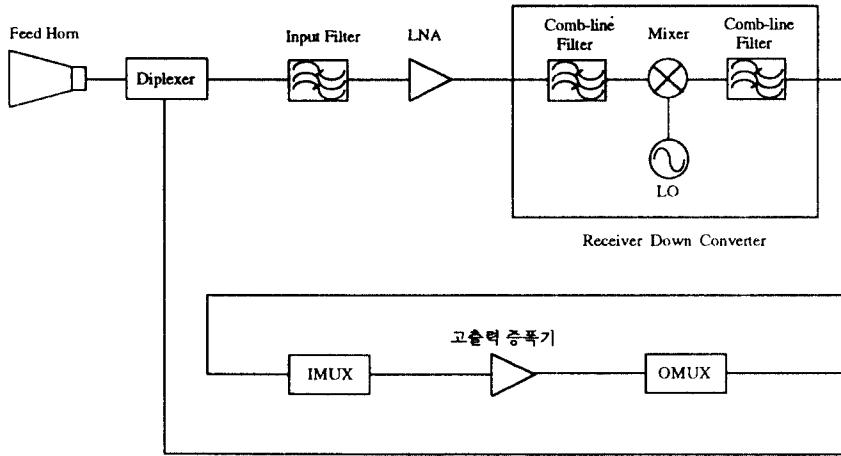 Feed Horn
Diplexer
Input Filter
LNA
Comb-line
Filter
Mixer
Comb-line
Filter
LO
Receiver Down Converter
고출력 증폭기
IMUX
OMUX